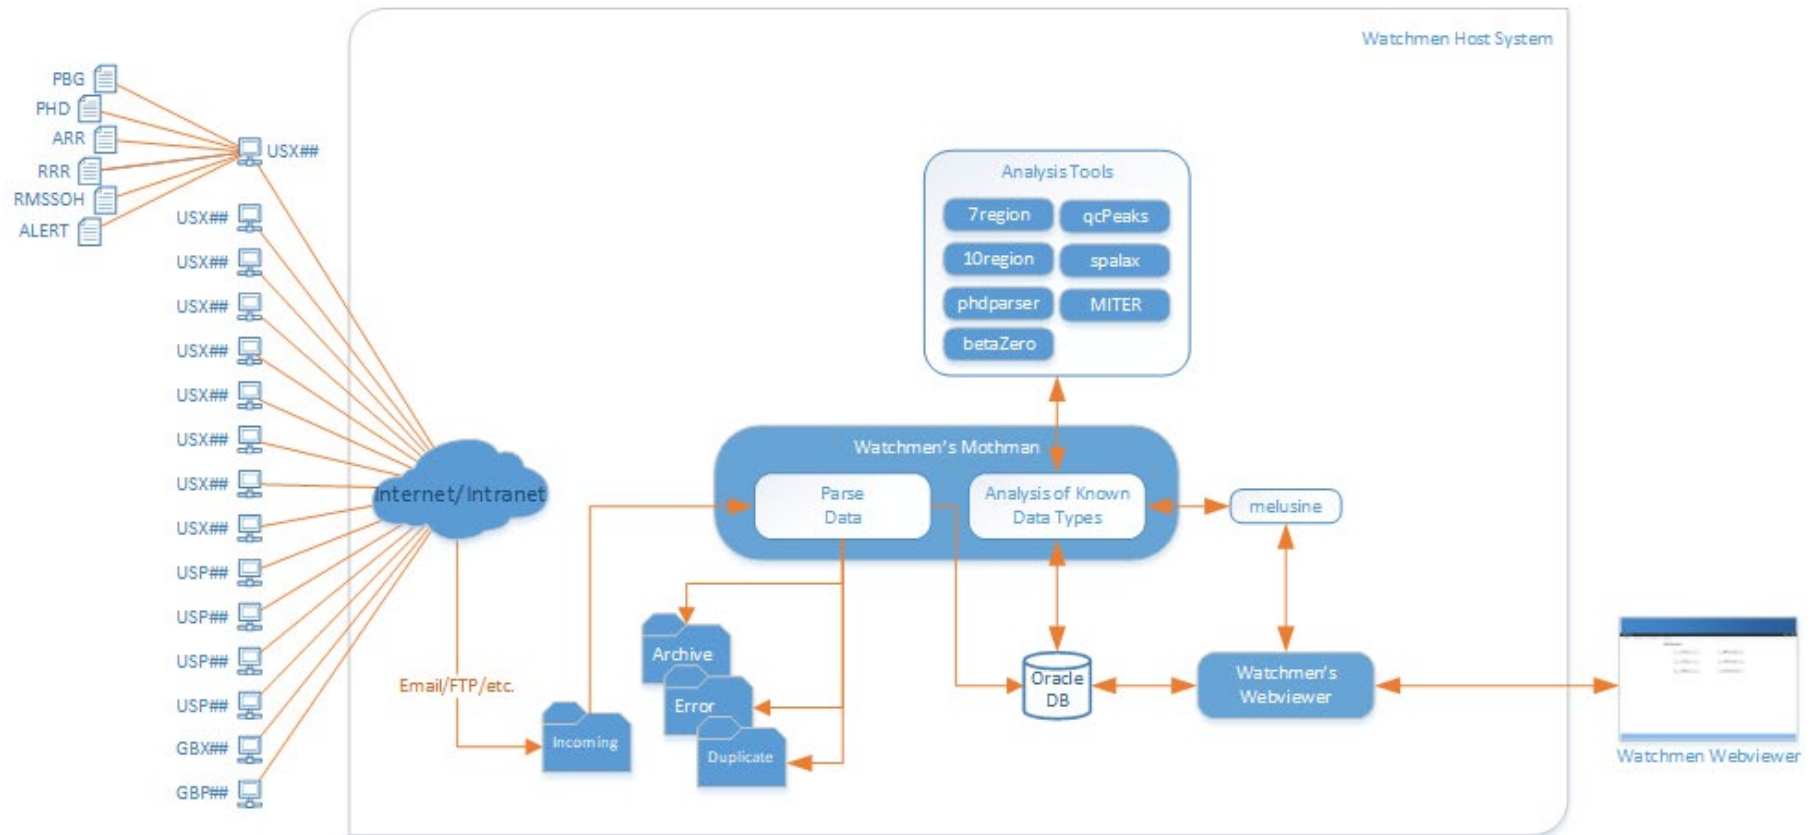 Watchmen Host System
PBG
PHD
ARR
RRR
RMSSOH
ALERT
USX##
USX##
USX##
USX##
USX##
USX##
USX##
USX##
USX##
USP##
USP##
USP##
USP##
GBX##
GBP##
Internet/Intranet
Email/FTP/etc.
Incoming
Analysis Tools
7region
qcPeaks
10region
spalax
phdparser
MITER
betaZero
Watchmen's Mothman
Parse
Data
Analysis of Known
Data Types
melusine
Archive
Error
Duplicate
Oracle
DB
Watchmen's
Webviewer
Watchmen Webviewer